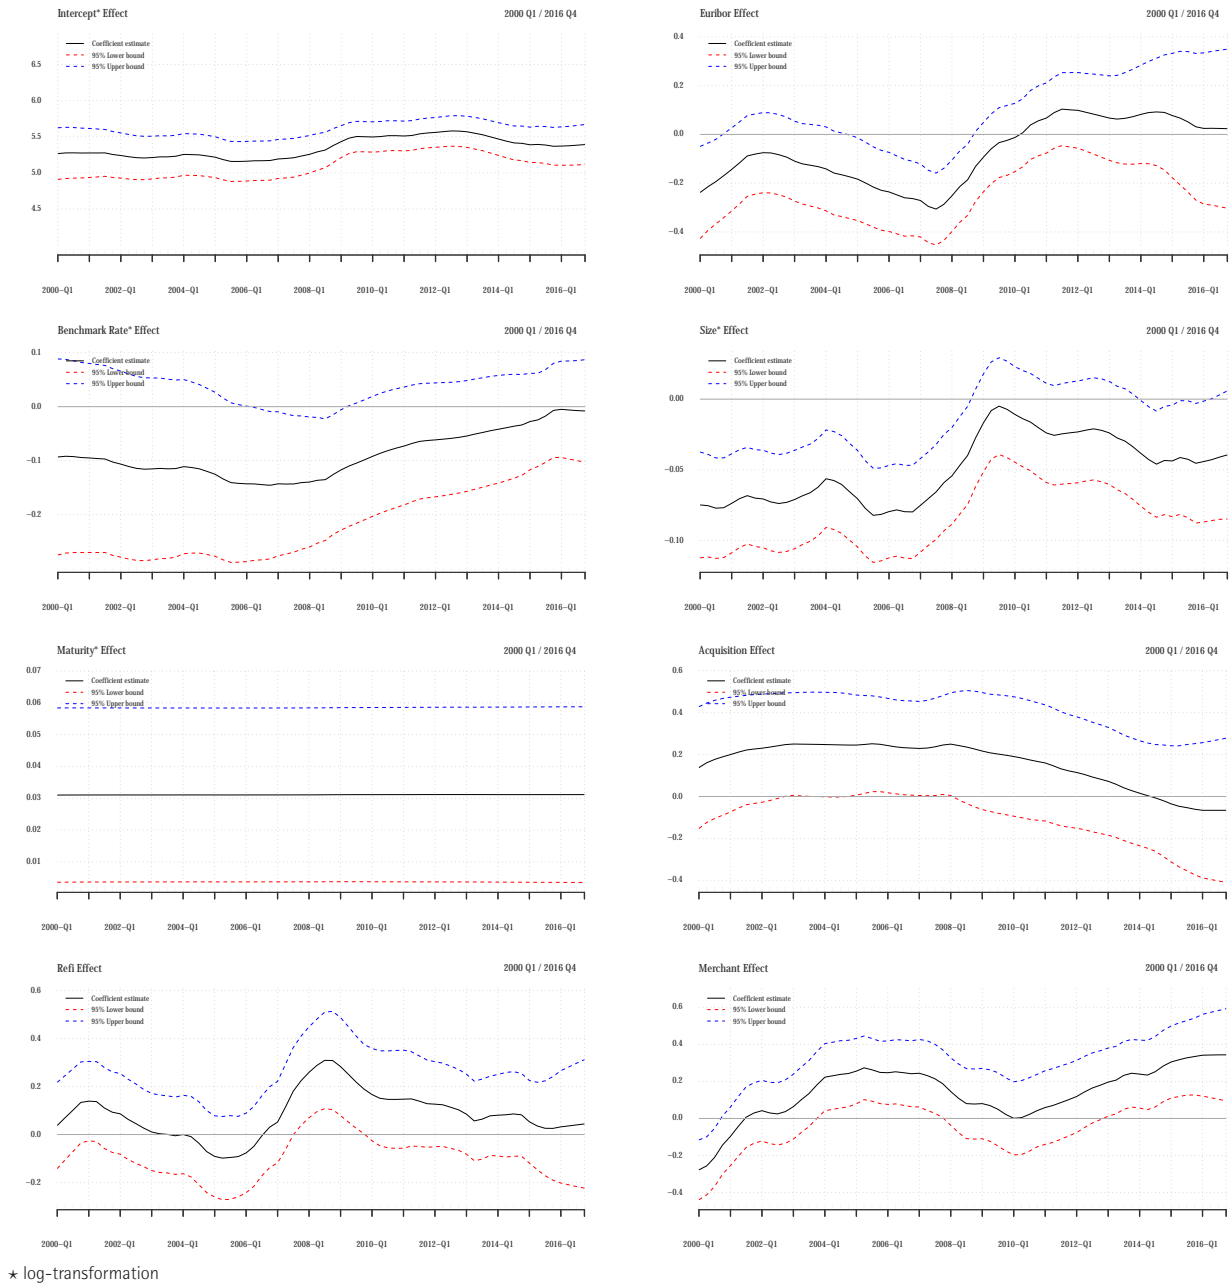 Intercept* Effect 2000 Q1 / 2016 Q4
Coefficient estimate
95% Lower bound
95% Upper bound
6.5
6.0
5.5
5.0
4.5
2000−Q1 2002−Q1 2004−Q1 2006−Q1 2008−Q1 2010−Q1 2012−Q1 2014−Q1 2016−Q1
Euribor Effect 2000 Q1 / 2016 Q4
Coefficient estimate
95% Lower bound
95% Upper bound
0.4
0.2
0.0
−0.2
−0.4
2000−Q1 2002−Q1 2004−Q1 2006−Q1 2008−Q1 2010−Q1 2012−Q1 2014−Q1 2016−Q1
Benchmark Rate* Effect 2000 Q1 / 2016 Q4
Coefficient estimate
95% Lower bound
95% Upper bound
0.1
0.0
−0.1
−0.2
2000−Q1 2002−Q1 2004−Q1 2006−Q1 2008−Q1 2010−Q1 2012−Q1 2014−Q1 2016−Q1
Size* Effect 2000 Q1 / 2016 Q4
Coefficient estimate
95% Lower bound
95% Upper bound
0.00
−0.05
−0.10
2000−Q1 2002−Q1 2004−Q1 2006−Q1 2008−Q1 2010−Q1 2012−Q1 2014−Q1 2016−Q1
Maturity* Effect 2000 Q1 / 2016 Q4
Coefficient estimate
95% Lower bound
95% Upper bound
0.07
0.06
0.05
0.04
0.03
0.02
0.01
2000−Q1 2002−Q1 2004−Q1 2006−Q1 2008−Q1 2010−Q1 2012−Q1 2014−Q1 2016−Q1
Acquisition Effect 2000 Q1 / 2016 Q4
Coefficient estimate
95% Lower bound
95% Upper bound
0.6
0.4
0.2
0.0
−0.2
−0.4
2000−Q1 2002−Q1 2004−Q1 2006−Q1 2008−Q1 2010−Q1 2012−Q1 2014−Q1 2016−Q1
Refi Effect 2000 Q1 / 2016 Q4
Coefficient estimate
95% Lower bound
95% Upper bound
0.6
0.4
0.2
0.0
−0.2
2000−Q1 2002−Q1 2004−Q1 2006−Q1 2008−Q1 2010−Q1 2012−Q1 2014−Q1 2016−Q1
Merchant Effect 2000 Q1 / 2016 Q4
Coefficient estimate
95% Lower bound
95% Upper bound
0.6
0.4
0.2
0.0
−0.2
−0.4
2000−Q1 2002−Q1 2004−Q1 2006−Q1 2008−Q1 2010−Q1 2012−Q1 2014−Q1 2016−Q1
⋆ log-transformation